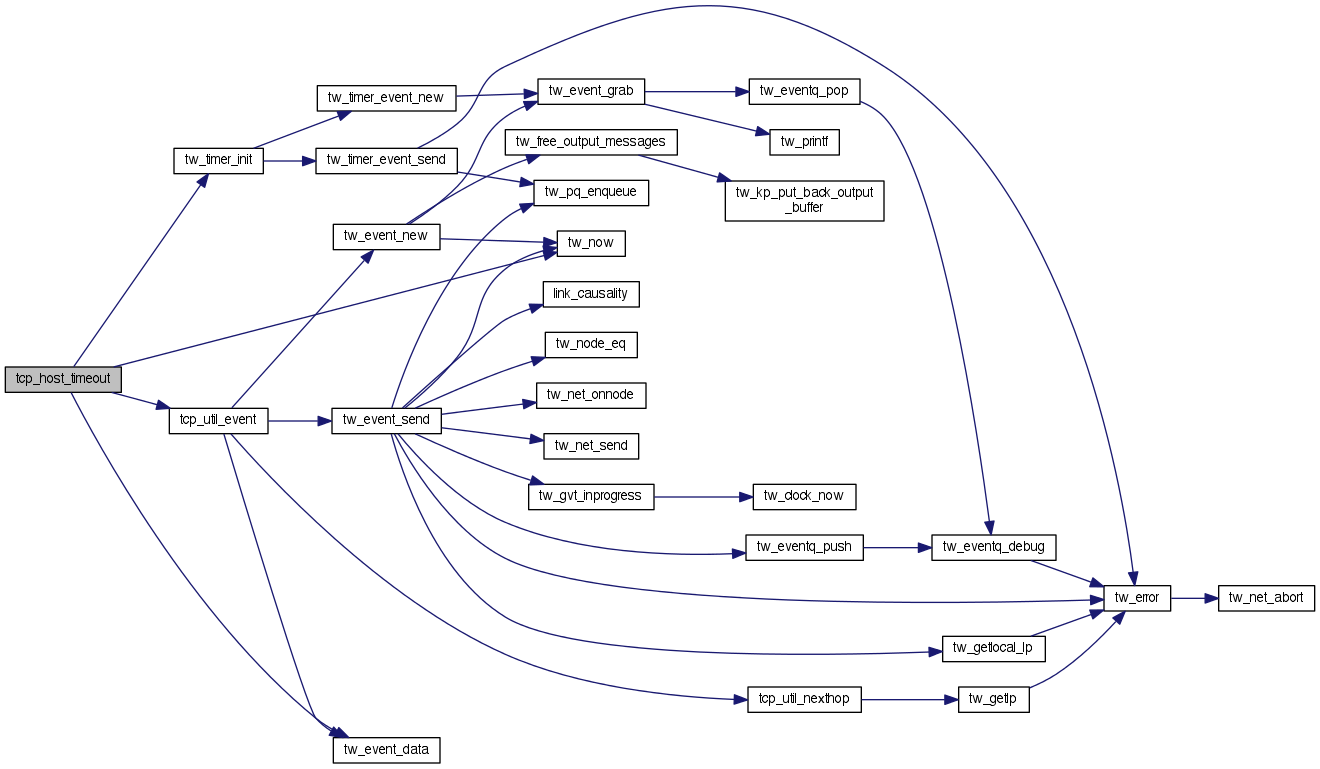 tw_timer_event_new
tw_event_grab
tw_eventq_pop
tw_timer_init
tw_timer_event_send
tw_free_output_messages
tw_printf
tw_pq_enqueue
tw_kp_put_back_output
_buffer
tw_event_new
tw_now
link_causality
tw_node_eq
tcp_host_timeout
tw_net_onnode
tcp_util_event
tw_event_send
tw_net_send
tw_gvt_inprogress
tw_clock_now
tw_eventq_push
tw_eventq_debug
tw_error
tw_net_abort
tw_getlocal_lp
tcp_util_nexthop
tw_getlp
tw_event_data